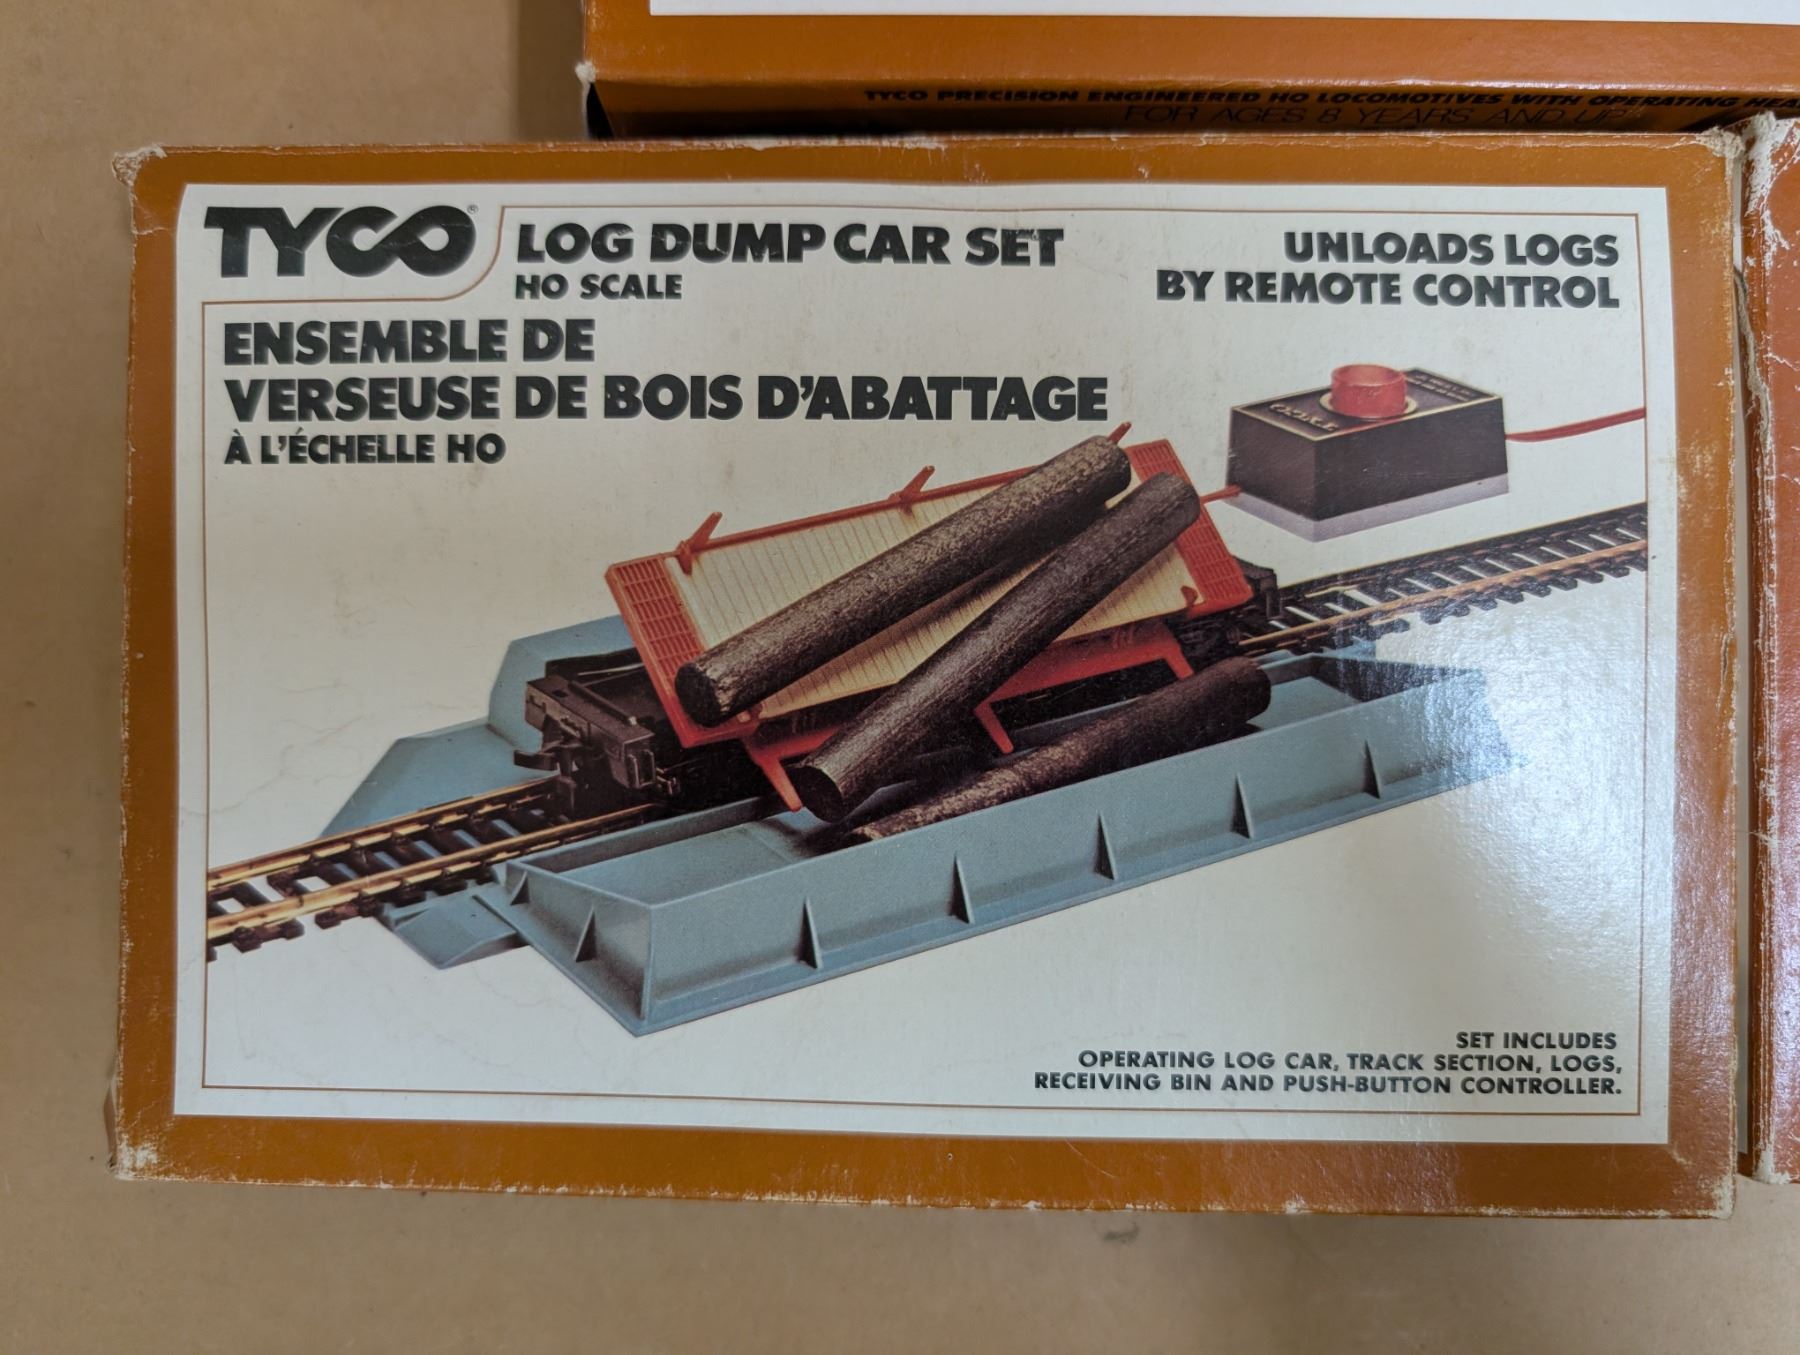 TYCO PRECISION ENGINEERED HO LOCOMOTIVES WITH OPERATING
FOR AGES 8 YEARS AND UP
TYCO®
LOG DUMP CAR SET
HO SCALE
UNLOADS LOGS
BY REMOTE CONTROL
ENSEMBLE DE
VERSEUSE DE BOIS D'ABATTAGE
À L'ÉCHELLE HO
TYCO
SET INCLUDES
OPERATING LOG CAR, TRACK SECTION, LOGS,
RECEIVING BIN AND PUSH-BUTTON CONTROLLER.